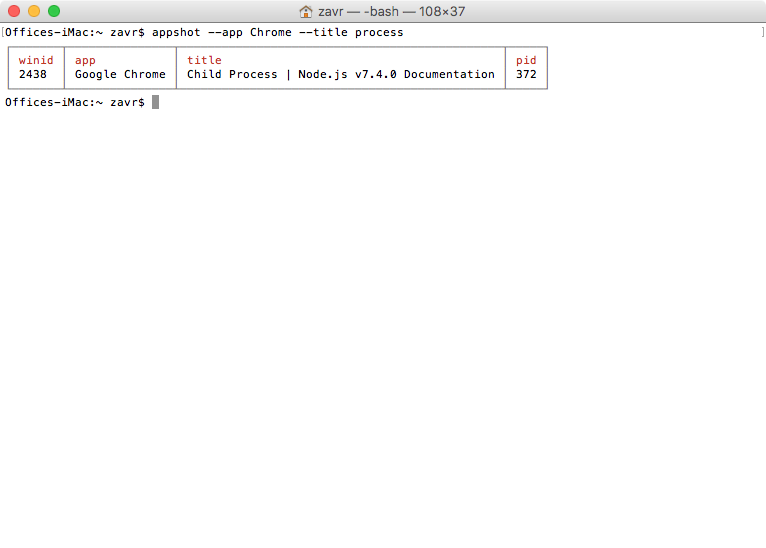 zavr — -bash — 108×37
[Offices-iMac:~ zavr$ appshot --app Chrome --title process ]
winid app title pid
2438 Google Chrome Child Process | Node.js v7.4.0 Documentation 372
Offices-iMac:~ zavr$